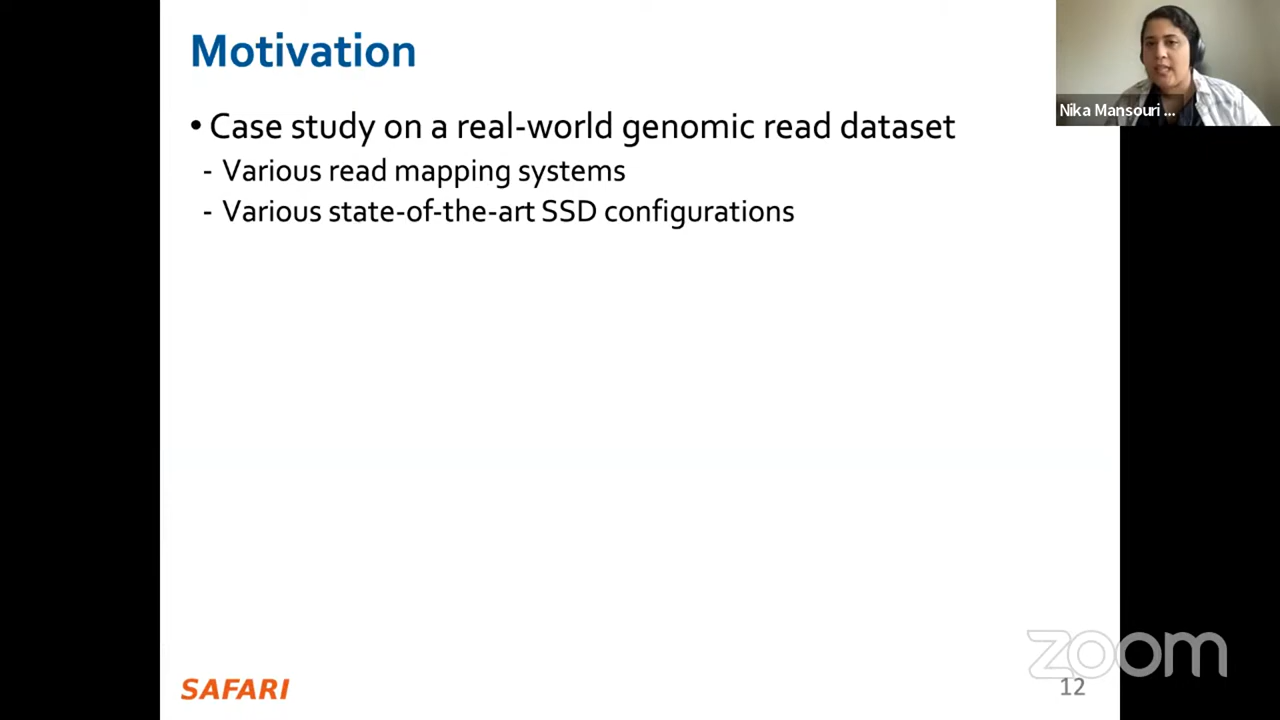 Motivation
• Case study on a real-world genomic read dataset
- Various read mapping systems
- Various state-of-the-art SSD configurations
Nika Mansouri ...
SAFARI
zoom
12